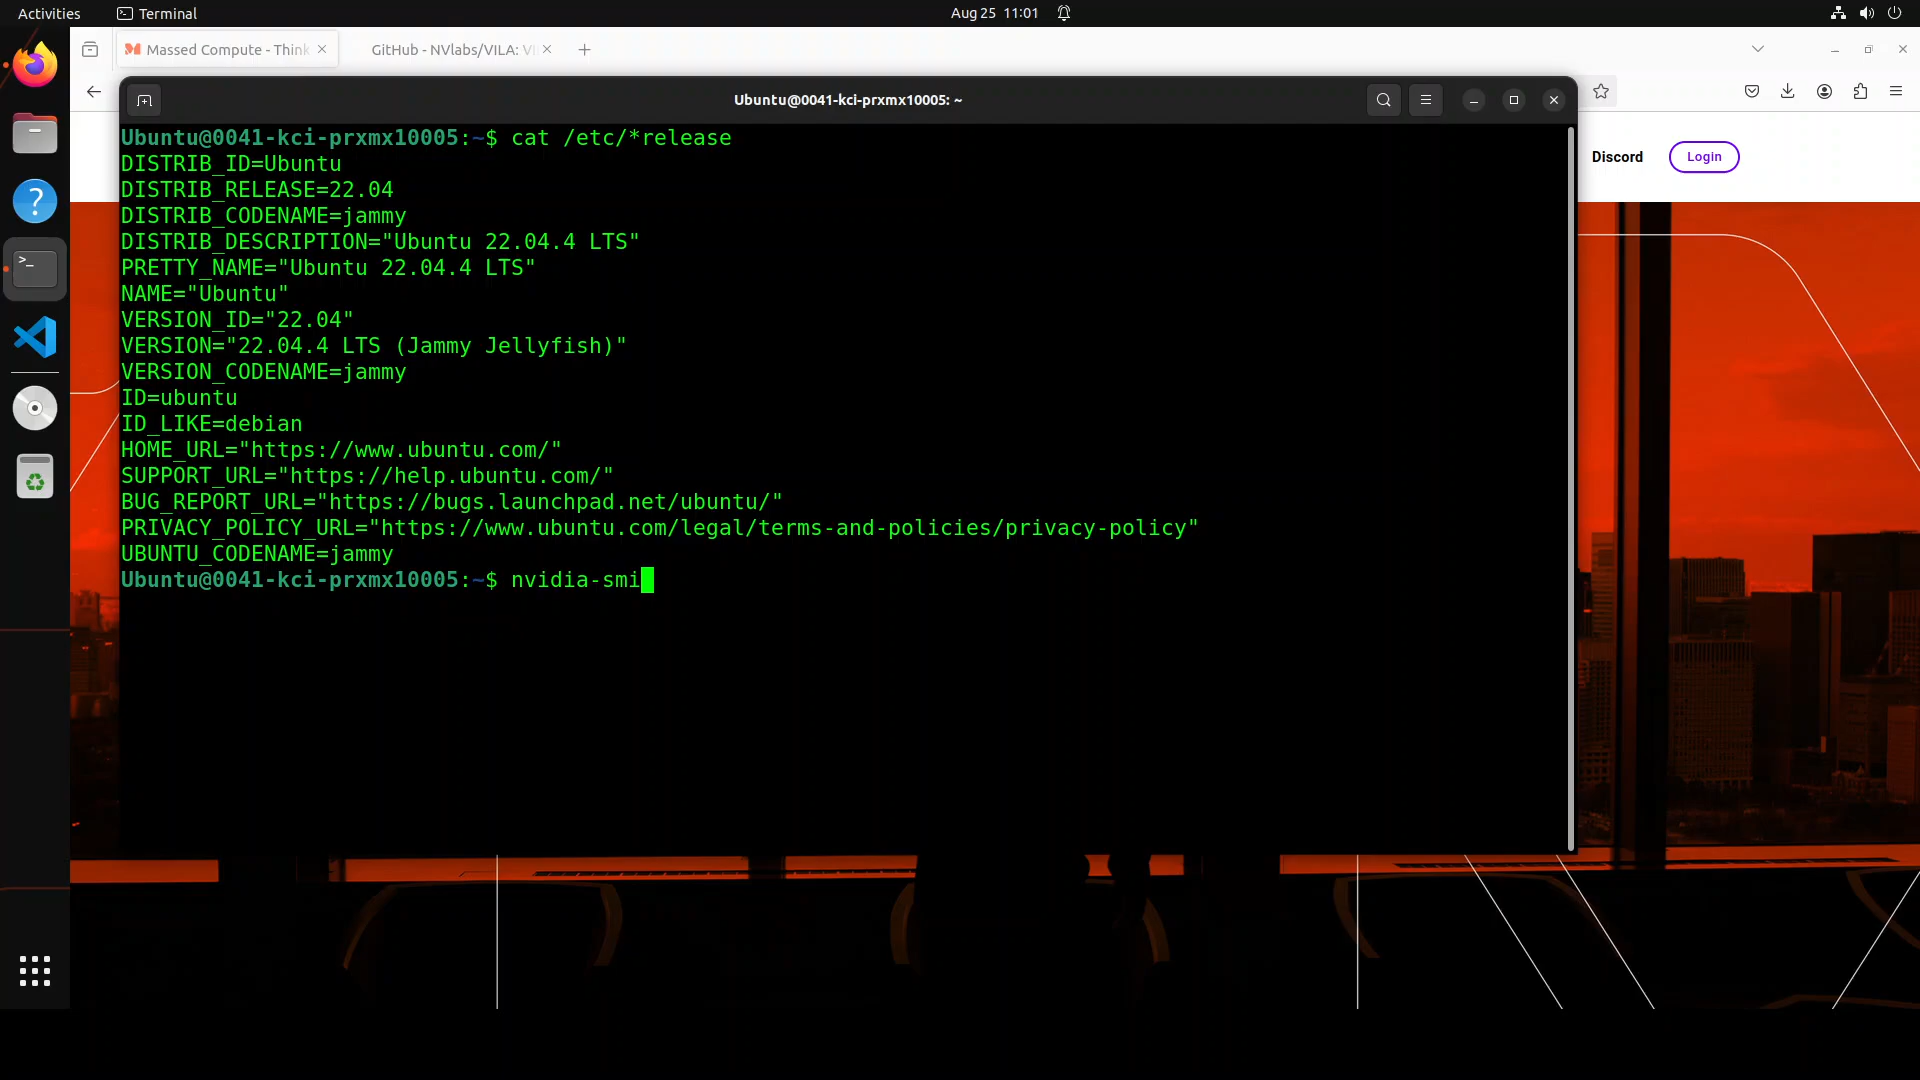 Activities
Terminal
Aug 25 11:01
Massed Compute - Think
GitHub - NVlabs/VILA: V
Ubuntu@0041-kci-prxmx10005: ~
Discord
Login
Ubuntu@0041-kci-prxmx10005:~$ cat /etc/*release
DISTRIB_ID=Ubuntu
DISTRIB_RELEASE=22.04
DISTRIB_CODENAME=jammy
DISTRIB_DESCRIPTION="Ubuntu 22.04.4 LTS"
PRETTY_NAME="Ubuntu 22.04.4 LTS"
NAME="Ubuntu"
VERSION_ID="22.04"
VERSION="22.04.4 LTS (Jammy Jellyfish)"
VERSION_CODENAME=jammy
ID=ubuntu
ID_LIKE=debian
HOME_URL="https://www.ubuntu.com/"
SUPPORT_URL="https://help.ubuntu.com/"
BUG_REPORT_URL="https://bugs.launchpad.net/ubuntu/"
PRIVACY_POLICY_URL="https://www.ubuntu.com/legal/terms-and-policies/privacy-policy"
UBUNTU_CODENAME=jammy
Ubuntu@0041-kci-prxmx10005:~$ nvidia-smi